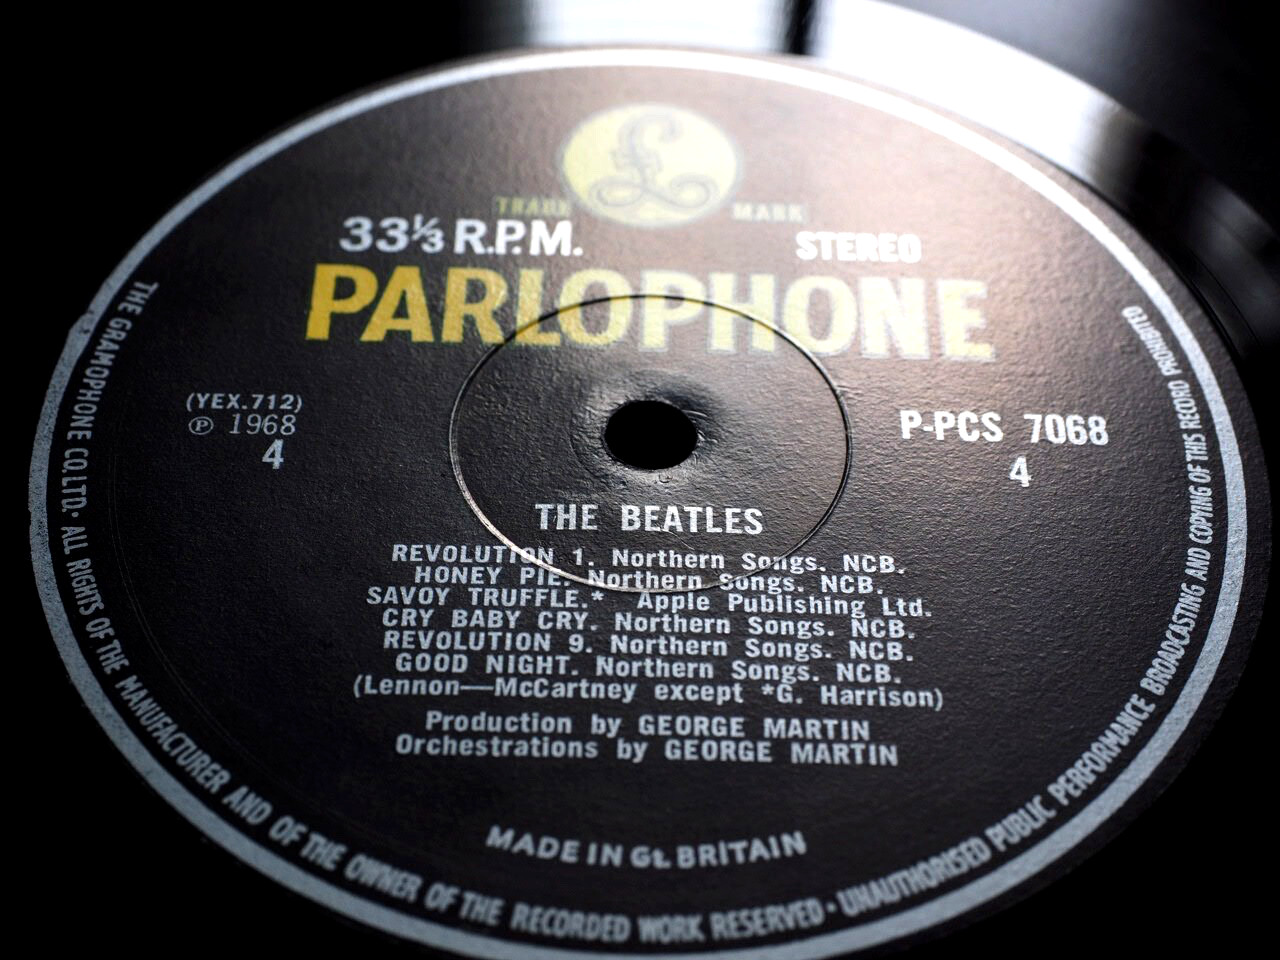 £
TRADE MARK
33⅓ R.P.M. STEREO
PARLOPHONE
(YEX.712)
℗ 1968
4
P-PCS 7068
4
THE BEATLES
REVOLUTION 1. Northern Songs. NCB.
HONEY PIE. Northern Songs. NCB.
SAVOY TRUFFLE.* Apple Publishing Ltd.
CRY BABY CRY. Northern Songs. NCB.
REVOLUTION 9. Northern Songs. NCB.
GOOD NIGHT. Northern Songs. NCB.
(Lennon—McCartney except *G. Harrison)
Production by GEORGE MARTIN
Orchestrations by GEORGE MARTIN
MADE IN Gt. BRITAIN
THE GRAMOPHONE CO. LTD. · ALL RIGHTS OF THE MANUFACTURER AND OF THE OWNER OF THE RECORDED WORK RESERVED · UNAUTHORISED PUBLIC PERFORMANCE BROADCASTING AND COPYING OF THIS RECORD PROHIBITED